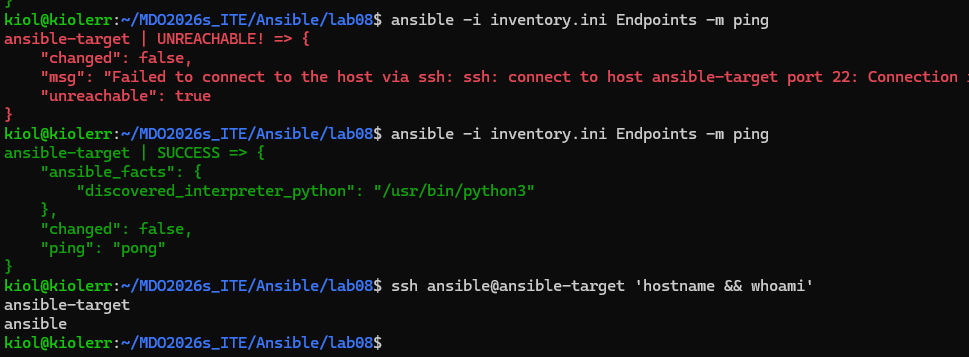 }
kiol@kiolerr:~/MDO2026s_ITE/Ansible/lab08$ ansible -i inventory.ini Endpoints -m ping
ansible-target | UNREACHABLE! => {
    "changed": false,
    "msg": "Failed to connect to the host via ssh: ssh: connect to host ansible-target port 22: Connection
    "unreachable": true
}
kiol@kiolerr:~/MDO2026s_ITE/Ansible/lab08$ ansible -i inventory.ini Endpoints -m ping
ansible-target | SUCCESS => {
    "ansible_facts": {
        "discovered_interpreter_python": "/usr/bin/python3"
    },
    "changed": false,
    "ping": "pong"
}
kiol@kiolerr:~/MDO2026s_ITE/Ansible/lab08$ ssh ansible@ansible-target 'hostname && whoami'
ansible-target
ansible
kiol@kiolerr:~/MDO2026s_ITE/Ansible/lab08$